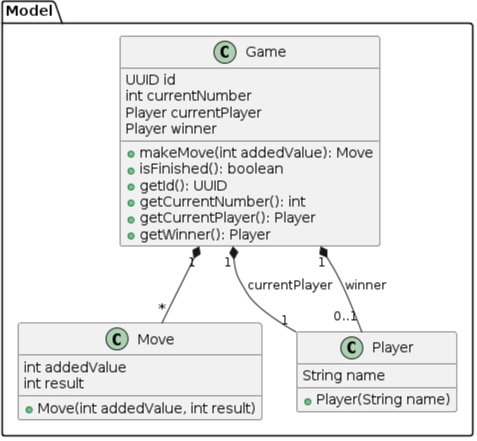 Model
C Game
UUID id
int currentNumber
Player currentPlayer
Player winner
makeMove(int addedValue): Move
isFinished(): boolean
getId(): UUID
getCurrentNumber(): int
getCurrentPlayer(): Player
getWinner(): Player
1 1 1
currentPlayer winner
* 1 0..1
C Move
int addedValue
int result
Move(int addedValue, int result)
C Player
String name
Player(String name)